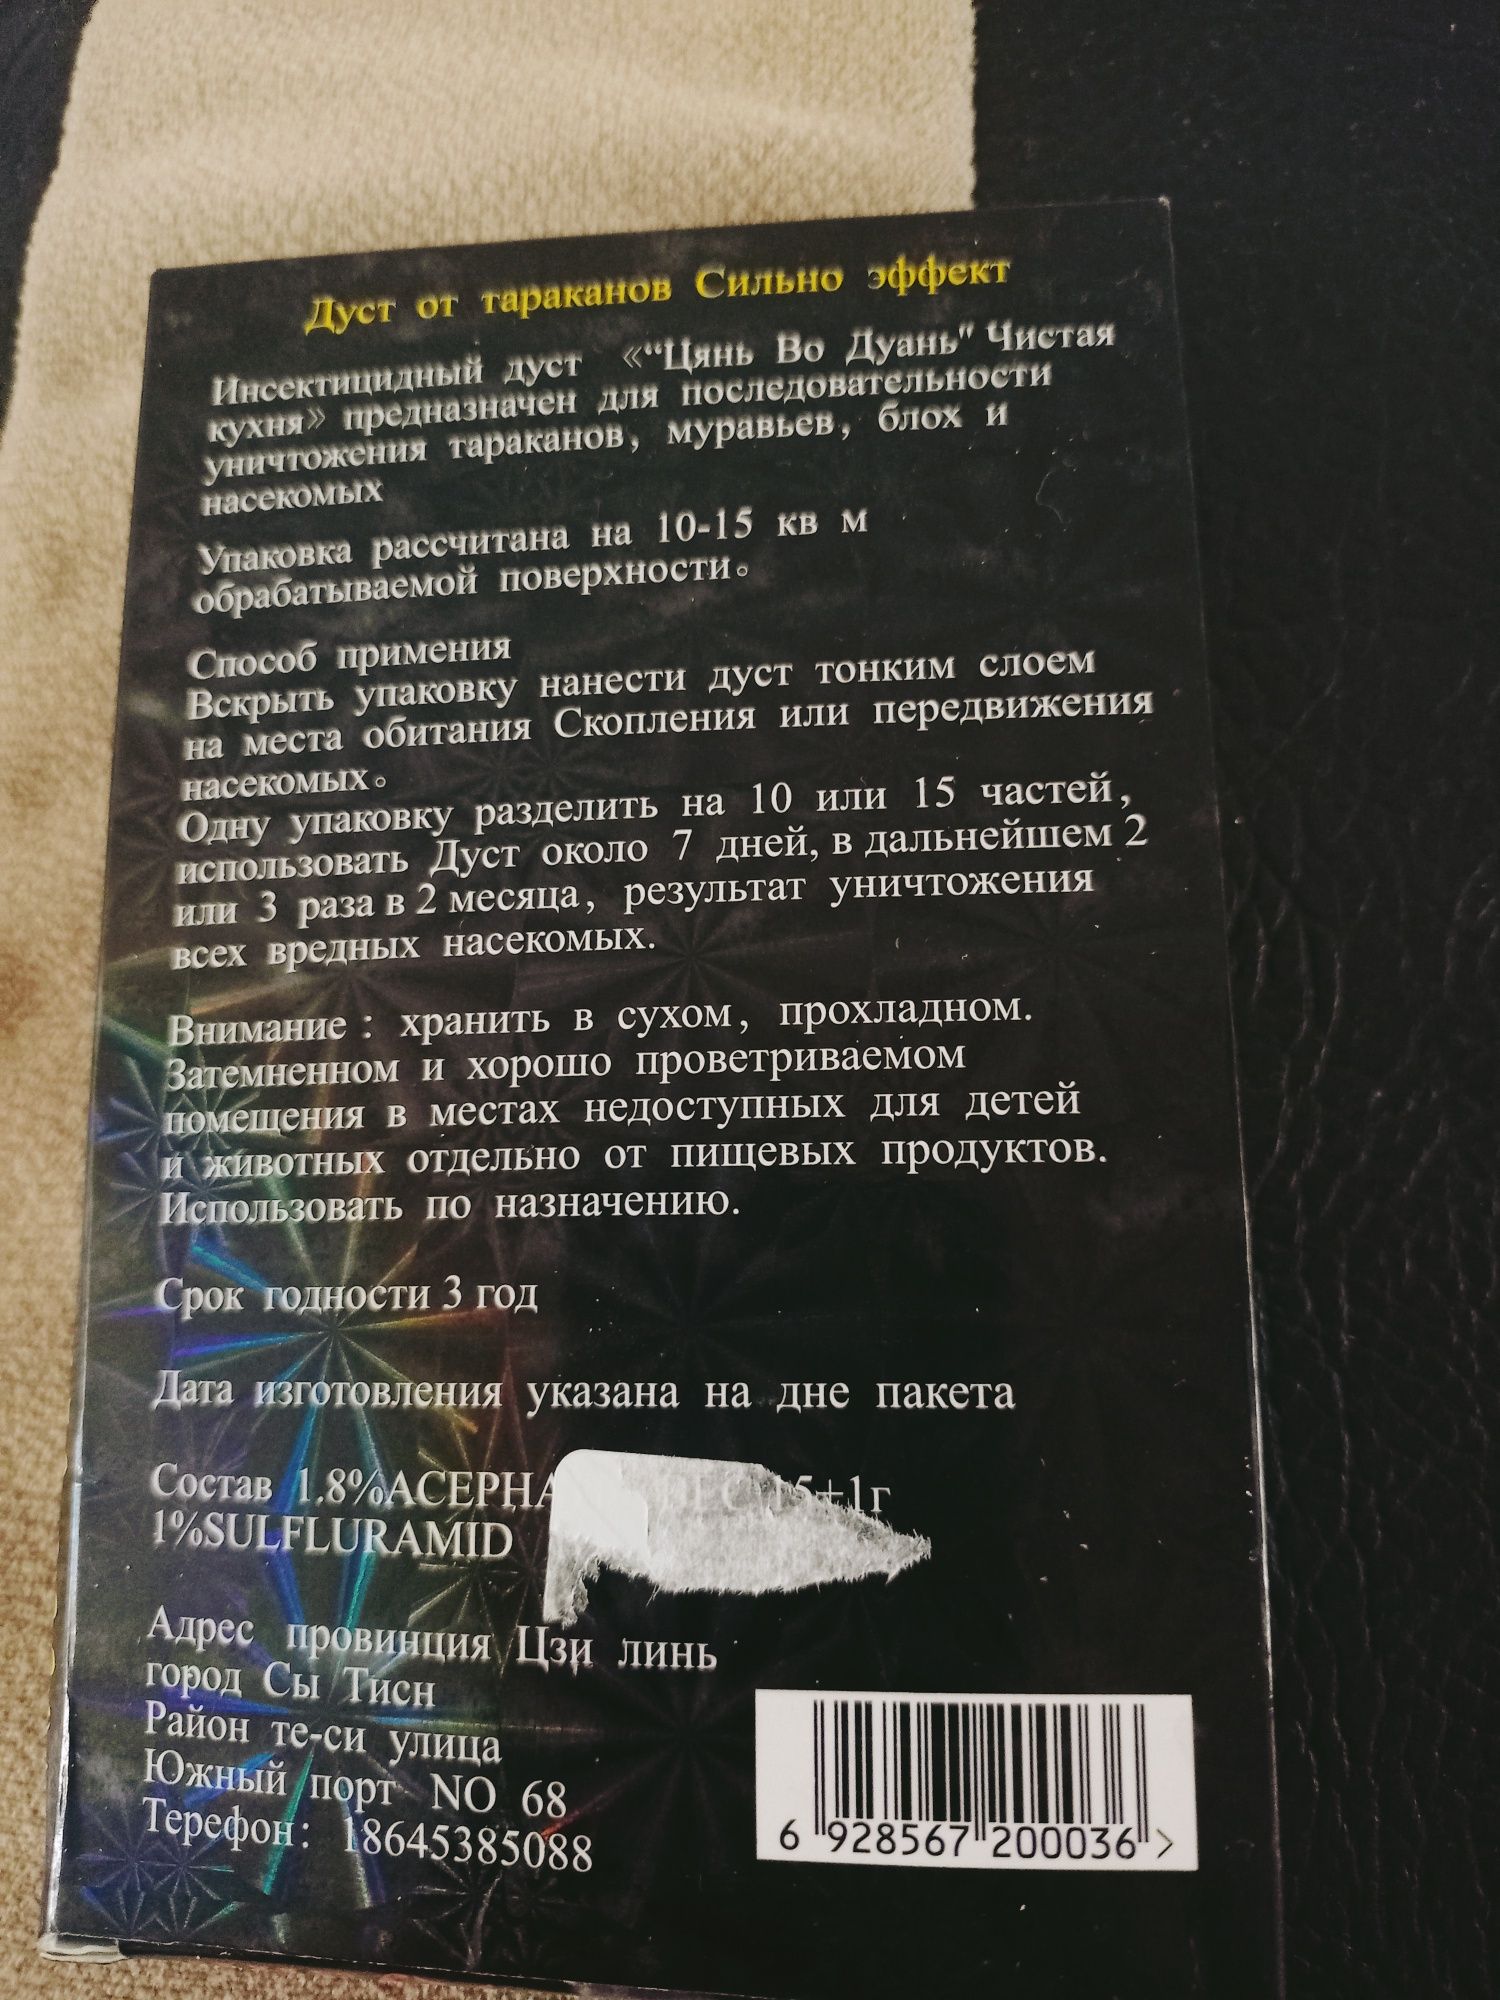 Дуст от тараканов Сильно эффект
Инсектицидный дуст «“Цянь Во Дуань" Чистая
кухня» предназначен для последовательности
уничтожения тараканов, муравьев, блох и
насекомых
Упаковка рассчитана на 10-15 кв м
обрабатываемой поверхности。
Способ примения
Вскрыть упаковку нанести дуст тонким слоем
на места обитания Скопления или передвижения
насекомых。
Одну упаковку разделить на 10 или 15 частей,
использовать Дуст около 7 дней, в дальнейшем 2
или 3 раза в 2 месяца, результат уничтожения
всех вредных насекомых.
Внимание : хранить в сухом, прохладном.
Затемненном и хорошо проветриваемом
помещения в местах недоступных для детей
и животных отдельно от пищевых продуктов.
Использовать по назначению.
Срок годности 3 год
Дата изготовления указана на дне пакета
Состав 1.8%ACEPHA 15+1г
1%SULFLURAMID
Адрес провинция Цзи линь
город Сы Тисн
Район те-си улица
Южный порт NO 68
Терефон: 18645385088
6 928567 200036 >